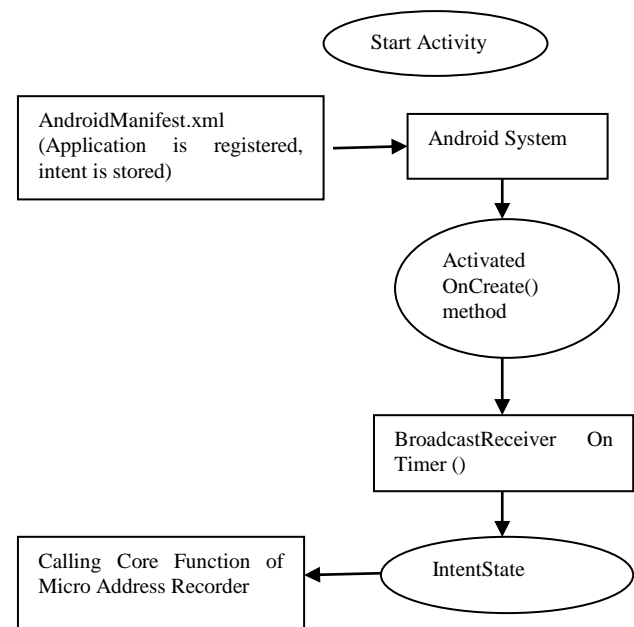 Start Activity
AndroidManifest.xml
(Application is registered,
intent is stored)
Android System
Activated
OnCreate()
method
BroadcastReceiver On
Timer ()
IntentState
Calling Core Function of
Micro Address Recorder